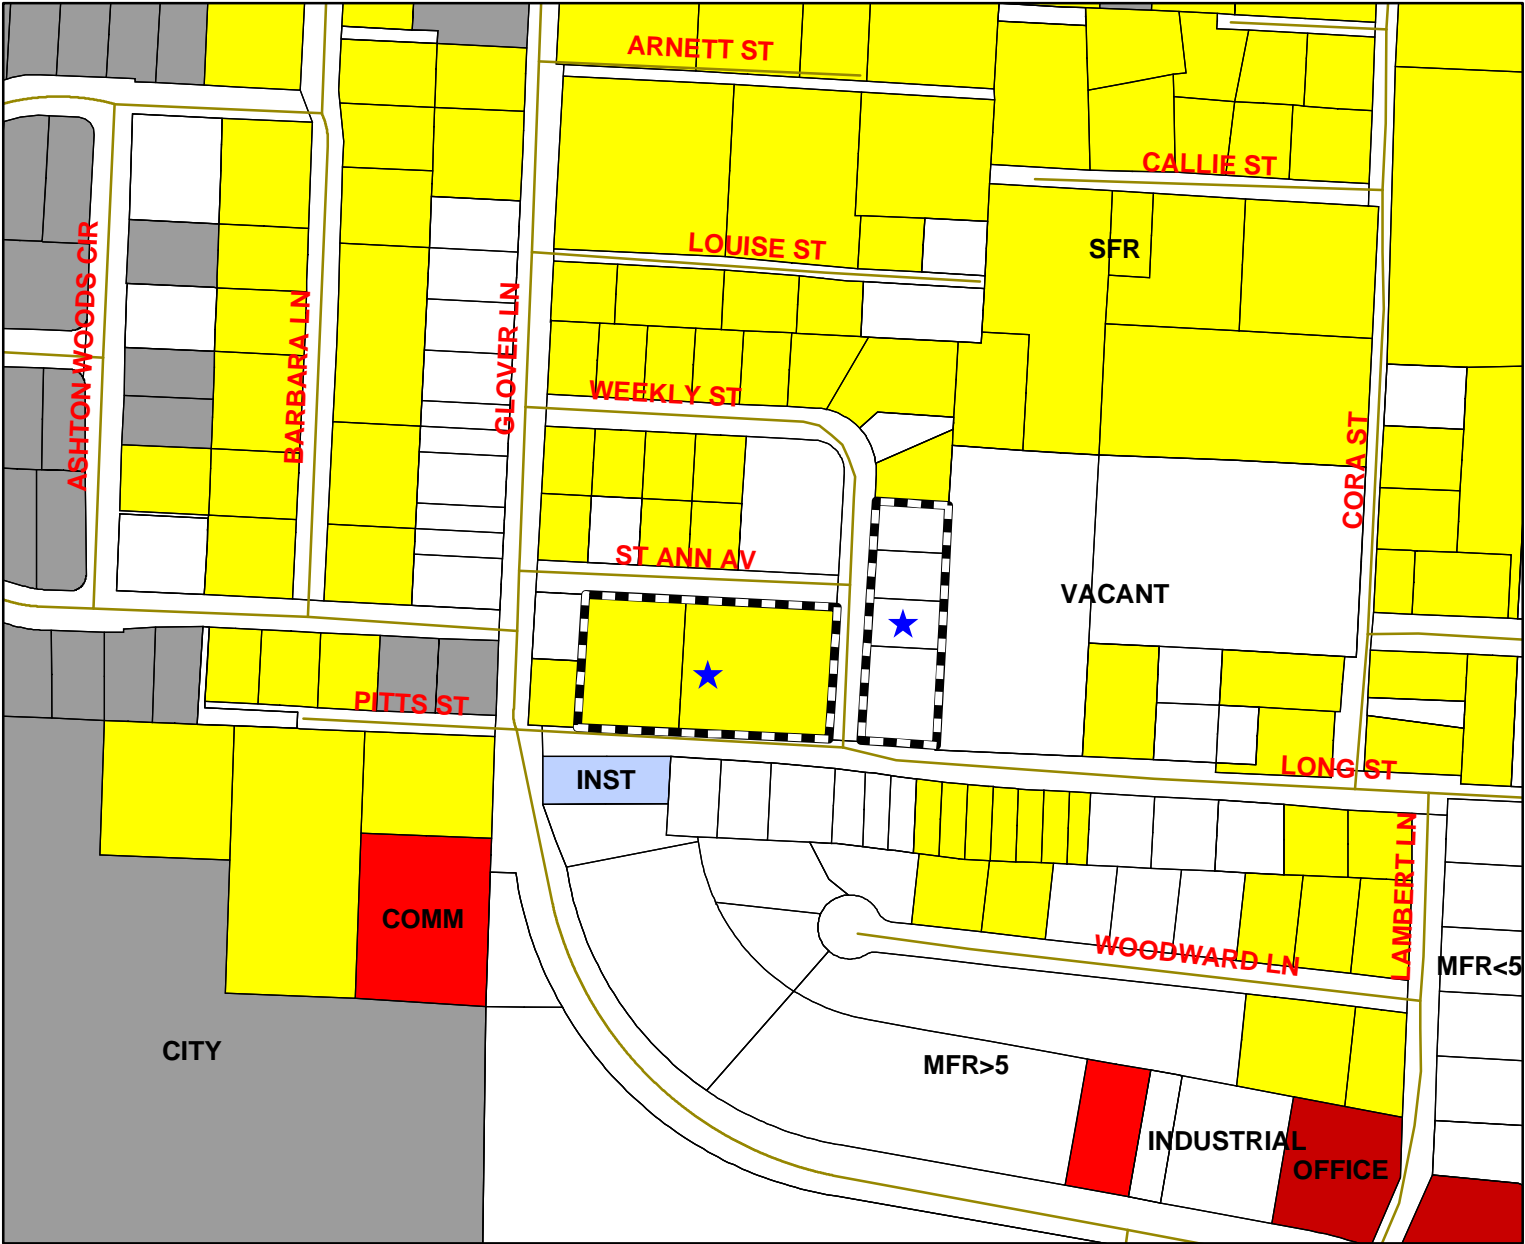 ARNETT ST
CALLIE ST
LOUISE ST
SFR
ASHTON WOODS CIR
BARBARA LN
GLOVER LN
WEEKLY ST
CORA ST
ST ANN AV
VACANT
PITTS ST
LONG ST
INST
LAMBERT LN
COMM
WOODWARD LN
MFR<5
CITY
MFR>5
INDUSTRIAL
OFFICE